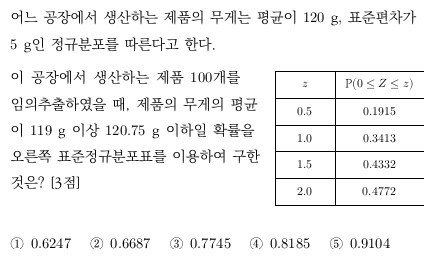 어느 공장에서 생산하는 제품의 무게는 평균이 120 g, 표준편차가
5 g인 정규분포를 따른다고 한다.
이 공장에서 생산하는 제품 100개를
임의추출하였을 때, 제품의 무게의 평균
이 119 g 이상 120.75 g 이하일 확률을
오른쪽 표준정규분포표를 이용하여 구한
것은? [3점]
z P(0 ≤ Z ≤ z)
0.5 0.1915
1.0 0.3413
1.5 0.4332
2.0 0.4772
① 0.6247 ② 0.6687 ③ 0.7745 ④ 0.8185 ⑤ 0.9104